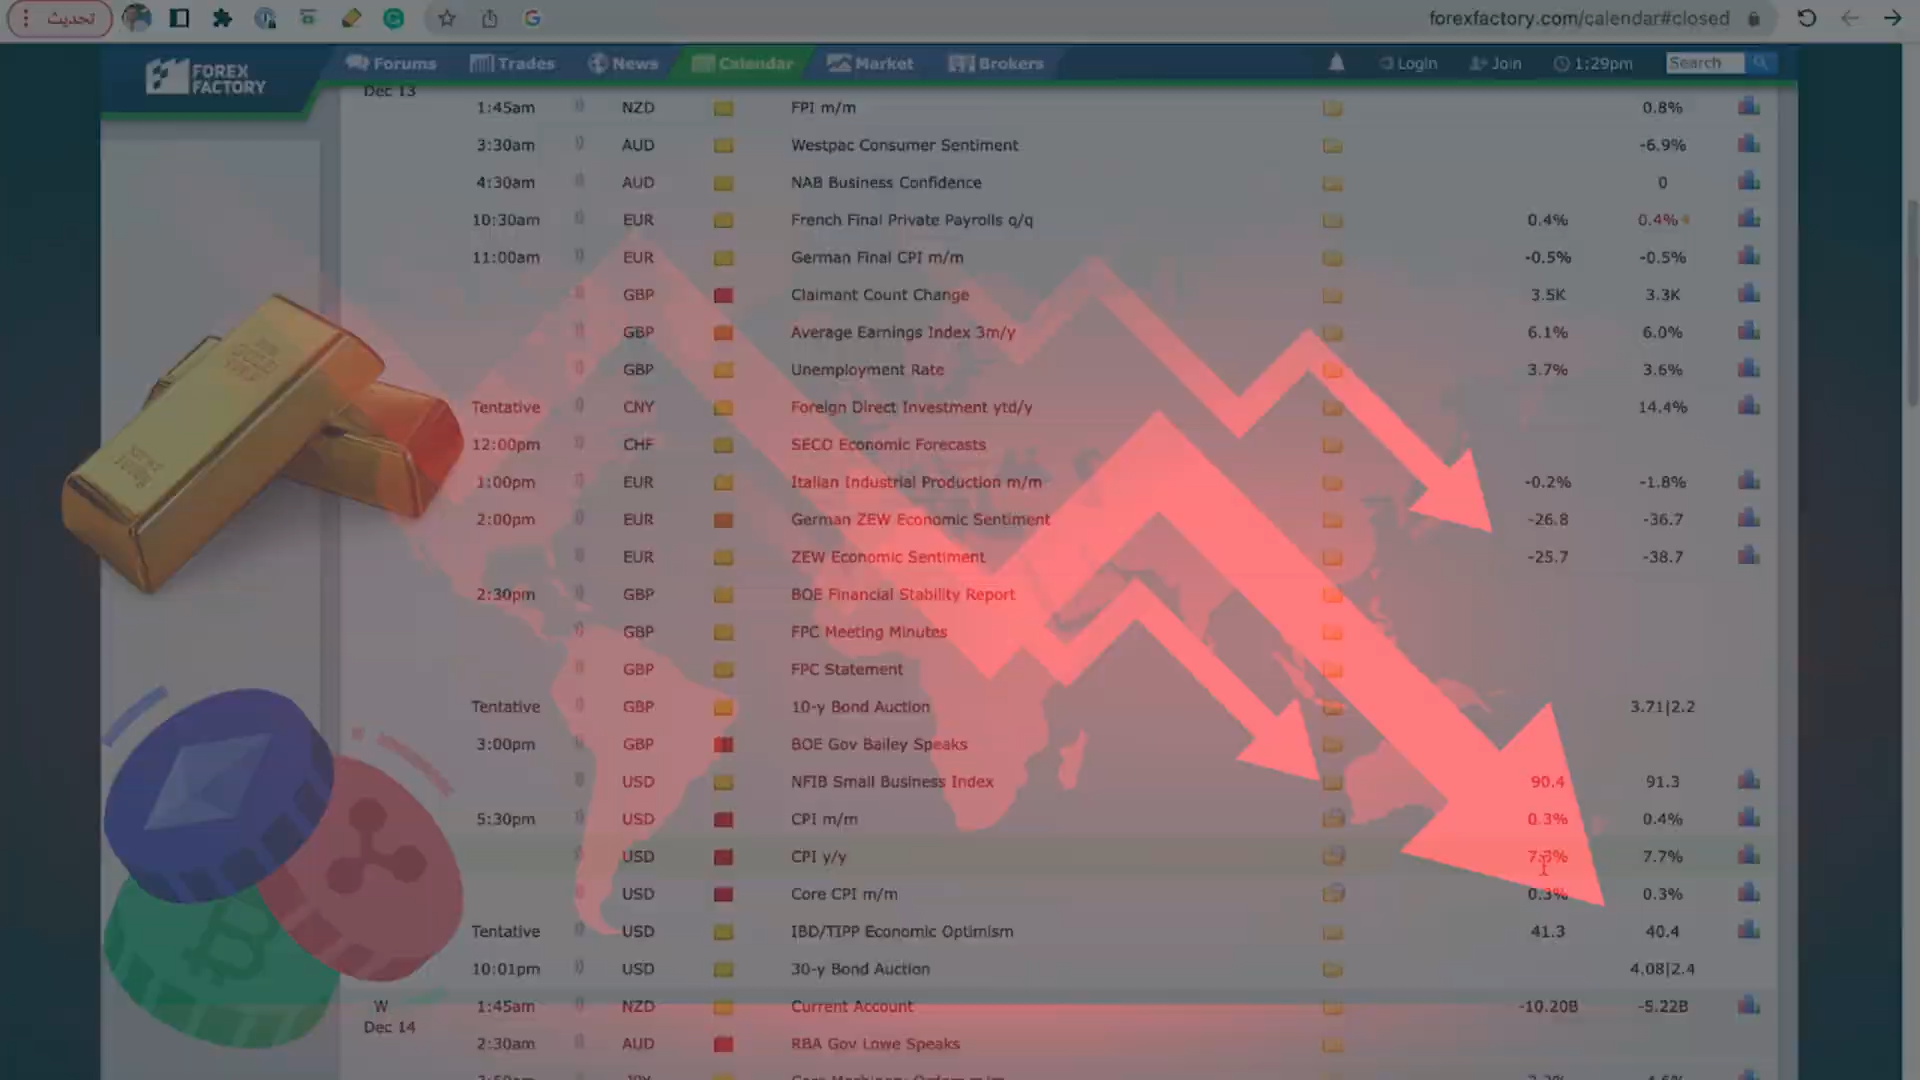 تحديث
forexfactory.com/calendar#closed
FOREX FACTORY
Forums Trades News Calendar Market Brokers Login Join 1:29pm Search
Dec 13
1:45am NZD FPI m/m 0.8%
3:30am AUD Westpac Consumer Sentiment -6.9%
4:30am AUD NAB Business Confidence 0
10:30am EUR French Final Private Payrolls q/q 0.4% 0.4%
11:00am EUR German Final CPI m/m -0.5% -0.5%
GBP Claimant Count Change 3.5K 3.3K
GBP Average Earnings Index 3m/y 6.1% 6.0%
GBP Unemployment Rate 3.7% 3.6%
Tentative CNY Foreign Direct Investment ytd/y 14.4%
12:00pm CHF SECO Economic Forecasts
1:00pm EUR Italian Industrial Production m/m -0.2% -1.8%
2:00pm EUR German ZEW Economic Sentiment -26.8 -36.7
EUR ZEW Economic Sentiment -25.7 -38.7
2:30pm GBP BOE Financial Stability Report
GBP FPC Meeting Minutes
GBP FPC Statement
Tentative GBP 10-y Bond Auction 3.71|2.2
3:00pm GBP BOE Gov Bailey Speaks
USD NFIB Small Business Index 90.4 91.3
5:30pm USD CPI m/m 0.3% 0.4%
USD CPI y/y 7.7%
USD Core CPI m/m 0.3% 0.3%
Tentative USD IBD/TIPP Economic Optimism 41.3 40.4
10:01pm USD 30-y Bond Auction 4.08|2.4
W 1:45am NZD Current Account -10.20B -5.22B
Dec 14
2:30am AUD RBA Gov Lowe Speaks